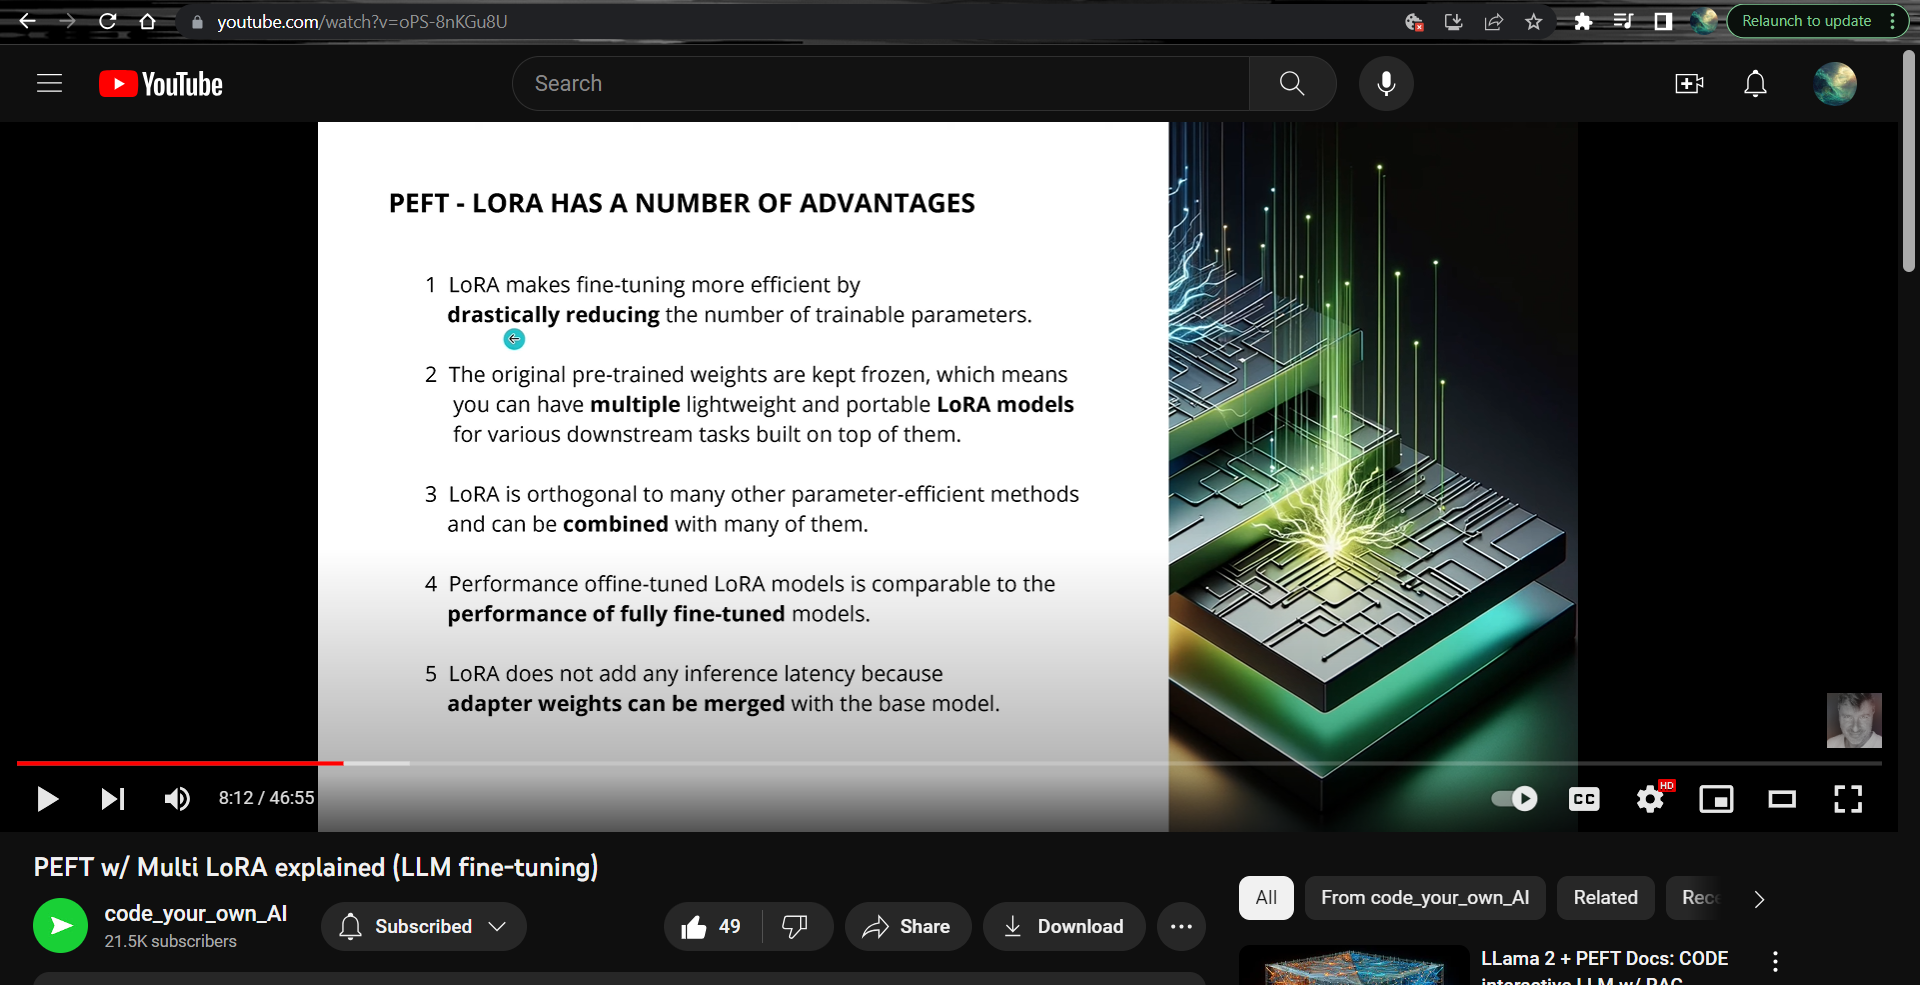 youtube.com/watch?v=oPS-8nKGu8U
Relaunch to update
YouTube
Search
PEFT - LORA HAS A NUMBER OF ADVANTAGES
1 LoRA makes fine-tuning more efficient by
drastically reducing the number of trainable parameters.
2 The original pre-trained weights are kept frozen, which means
you can have multiple lightweight and portable LoRA models
for various downstream tasks built on top of them.
3 LoRA is orthogonal to many other parameter-efficient methods
and can be combined with many of them.
4 Performance offine-tuned LoRA models is comparable to the
performance of fully fine-tuned models.
5 LoRA does not add any inference latency because
adapter weights can be merged with the base model.
8:12 / 46:55
CC
HD
PEFT w/ Multi LoRA explained (LLM fine-tuning)
code_your_own_AI
21.5K subscribers
Subscribed
49
Share
Download
All
From code_your_own_AI
Related
LLama 2 + PEFT Docs: CODE